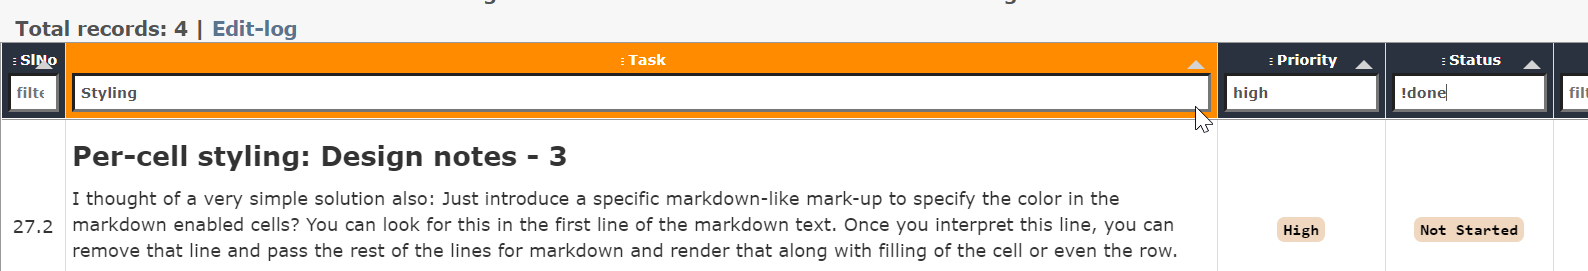 Total records: 4 | Edit-log
SlNo Task Priority Status
filte Styling high !done filt
Per-cell styling: Design notes - 3
I thought of a very simple solution also: Just introduce a specific markdown-like mark-up to specify the color in the
markdown enabled cells? You can look for this in the first line of the markdown text. Once you interpret this line, you can
remove that line and pass the rest of the lines for markdown and render that along with filling of the cell or even the row.
27.2 High Not Started